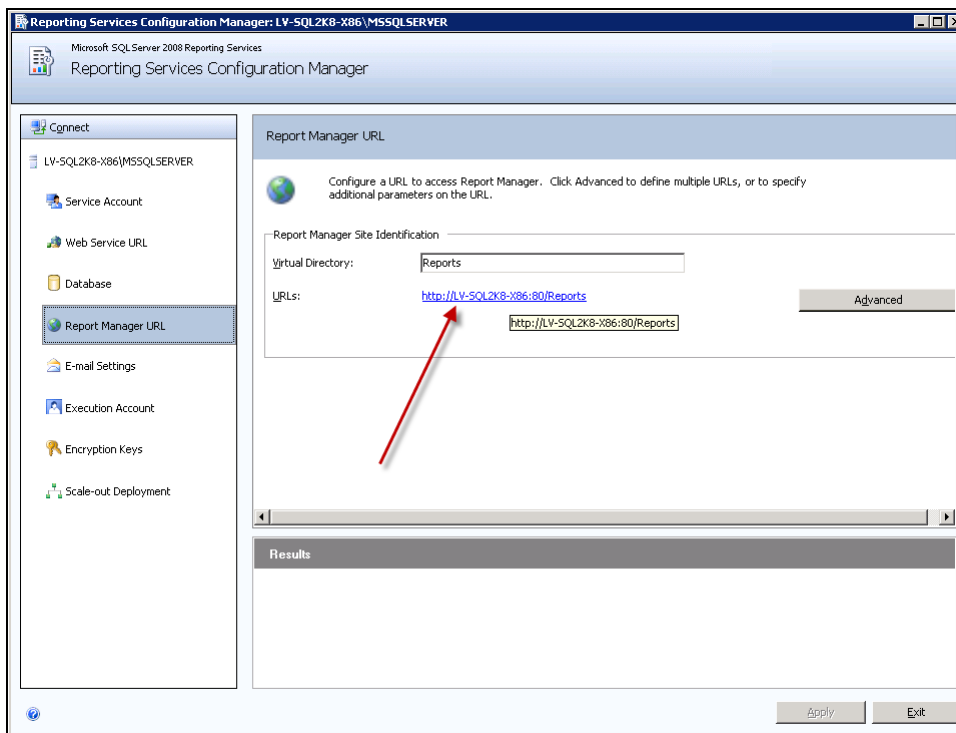 Reporting Services Configuration Manager: LV-SQL2K8-X86\MSSQLSERVER
Microsoft SQL Server 2008 Reporting Services
Reporting Services Configuration Manager
Connect
LV-SQL2K8-X86\MSSQLSERVER
Service Account
Web Service URL
Database
Report Manager URL
E-mail Settings
Execution Account
Encryption Keys
Scale-out Deployment
Report Manager URL
Configure a URL to access Report Manager. Click Advanced to define multiple URLs, or to specify
additional parameters on the URL.
Report Manager Site Identification
Virtual Directory:
Reports
URLs:
http://LV-SQL2K8-X86:80/Reports
Advanced
http://LV-SQL2K8-X86:80/Reports
Results
Apply
Exit